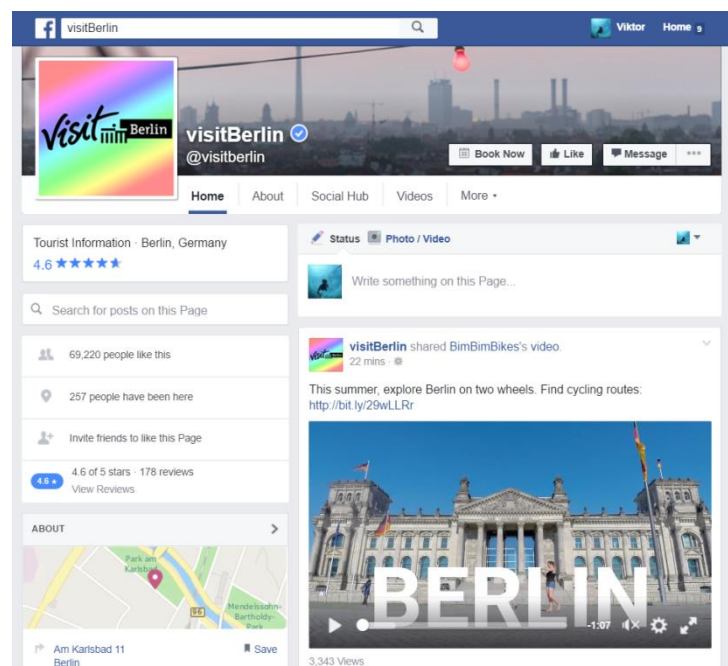 visitBerlin
Viktor Home 9
Visit Berlin
visitBerlin
@visitberlin
Book Now Like Message
Home About Social Hub Videos More
Tourist Information · Berlin, Germany
4.6
Search for posts on this Page
69,220 people like this
257 people have been here
Invite friends to like this Page
4.6 4.6 of 5 stars · 178 reviews
View Reviews
ABOUT
Park am
Karlsbad
96
Mendelssohn-
Bartholdy-
Park
Am Karlsbad 11
Berlin
Save
Status Photo / Video
Write something on this Page...
visitBerlin shared BimBimBikes's video.
22 mins ·
This summer, explore Berlin on two wheels. Find cycling routes:
http://bit.ly/29wLLRr
BERLIN
-1:07
3,343 Views